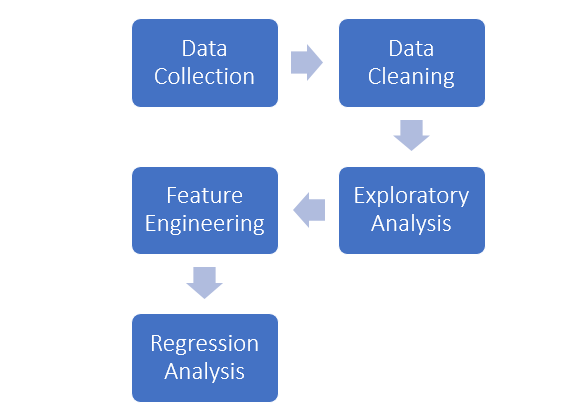 Data
Collection
Data
Cleaning
Exploratory
Analysis
Feature
Engineering
Regression
Analysis